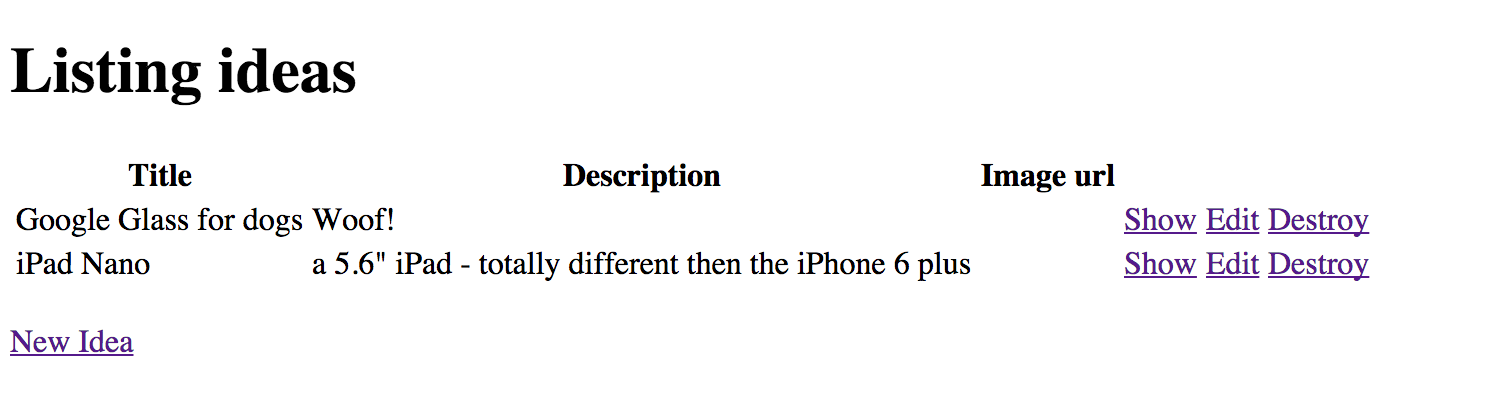 Listing ideas
Title Description Image url
Google Glass for dogs Woof! Show Edit Destroy
iPad Nano a 5.6" iPad - totally different then the iPhone 6 plus Show Edit Destroy
New Idea